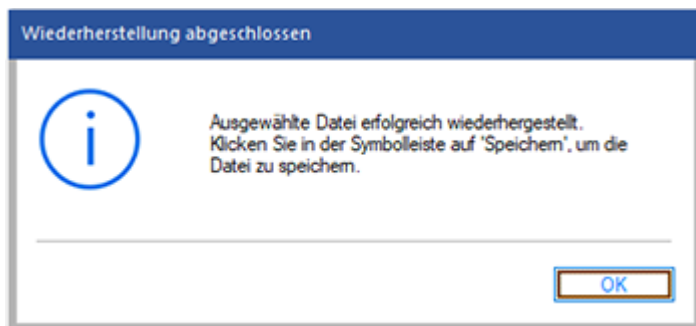 Wiederherstellung abgeschlossen
Ausgewählte Datei erfolgreich wiederhergestellt.
Klicken Sie in der Symbolleiste auf 'Speichern', um die
Datei zu speichern.
OK